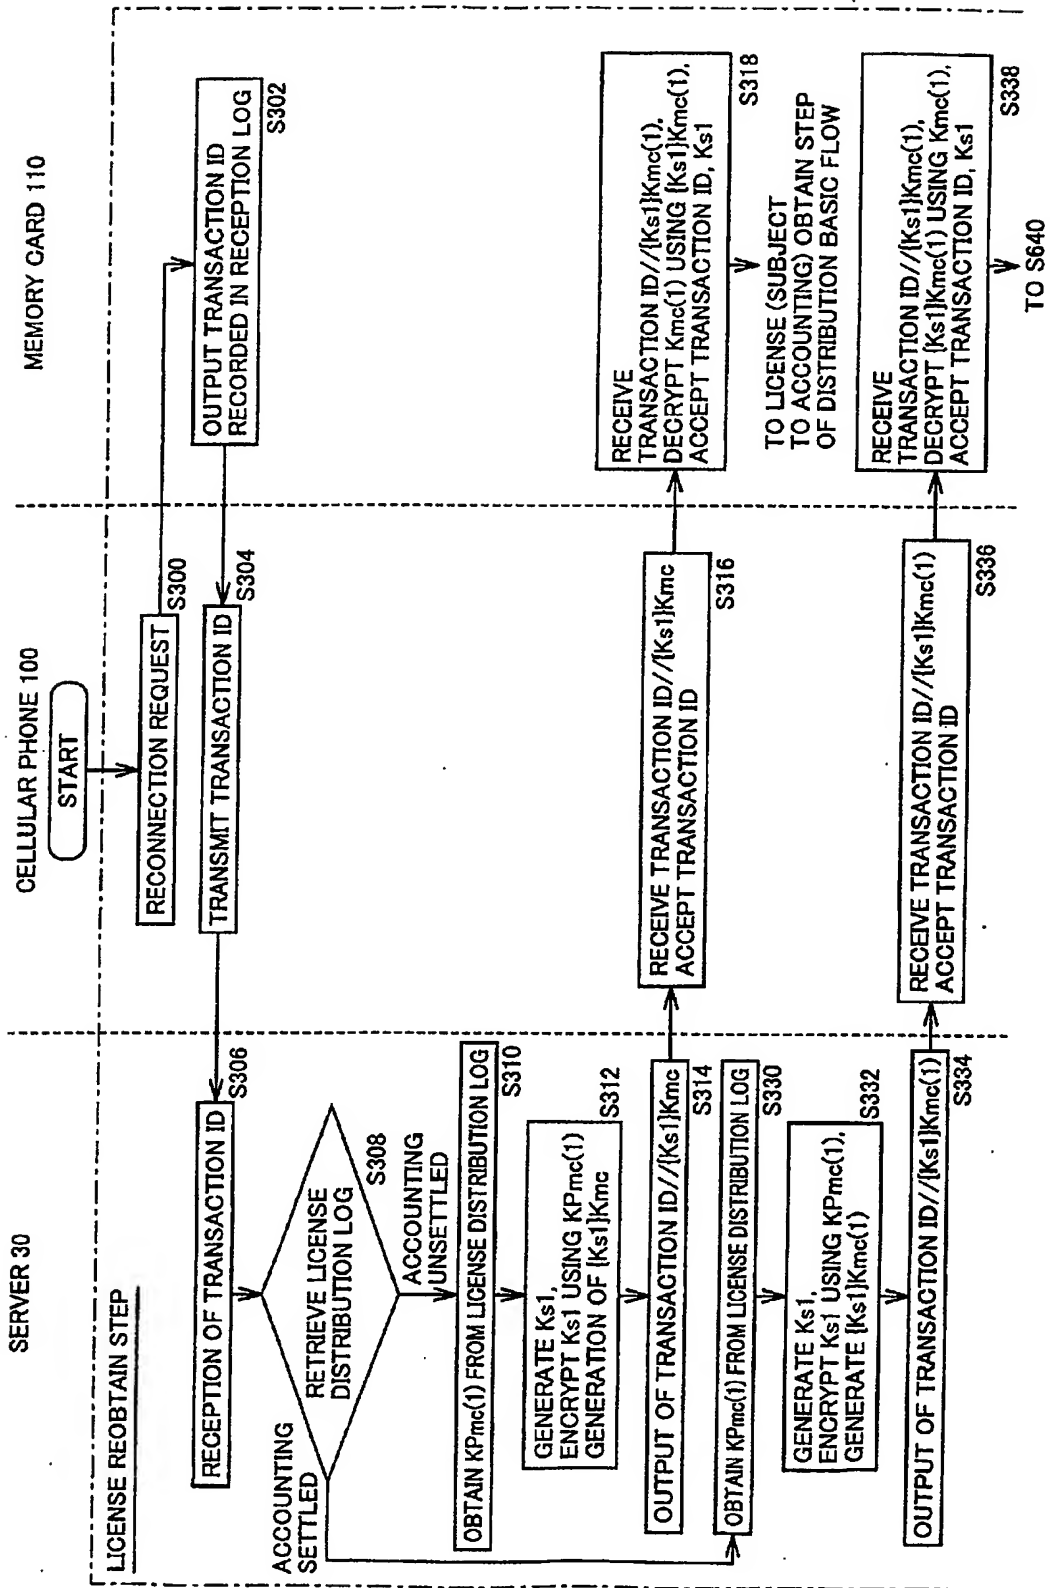 SERVER 30
CELLULAR PHONE 100
MEMORY CARD 110
LICENSE REOBTAIN STEP
START
RECONNECTION REQUEST
S300
OUTPUT TRANSACTION ID
RECORDED IN RECEPTION LOG
S302
TRANSMIT TRANSACTION ID
S304
RECEPTION OF TRANSACTION ID
S306
RETRIEVE LICENSE
DISTRIBUTION LOG
S308
ACCOUNTING
SETTLED
ACCOUNTING
UNSETTLED
OBTAIN KPmc(1) FROM LICENSE DISTRIBUTION LOG
S310
GENERATE Ks1,
ENCRYPT Ks1 USING KPmc(1)
GENERATION OF {Ks1}Kmc
S312
OUTPUT OF TRANSACTION ID//{Ks1}Kmc
S314
RECEIVE TRANSACTION ID//{Ks1}Kmc
ACCEPT TRANSACTION ID
S316
RECEIVE
TRANSACTION ID//{Ks1}Kmc(1),
DECRYPT Kmc(1) USING {Ks1}Kmc(1),
ACCEPT TRANSACTION ID, Ks1
S318
TO LICENSE (SUBJECT
TO ACCOUNTING) OBTAIN STEP
OF DISTRIBUTION BASIC FLOW
OBTAIN KPmc(1) FROM LICENSE DISTRIBUTION LOG
S330
GENERATE Ks1,
ENCRYPT Ks1 USING KPmc(1),
GENERATE {Ks1}Kmc(1)
S332
OUTPUT OF TRANSACTION ID//{Ks1}Kmc(1)
S334
RECEIVE TRANSACTION ID//{Ks1}Kmc(1)
ACCEPT TRANSACTION ID
S336
RECEIVE
TRANSACTION ID//{Ks1}Kmc(1),
DECRYPT {Ks1}Kmc(1) USING Kmc(1),
ACCEPT TRANSACTION ID, Ks1
S338
TO S640